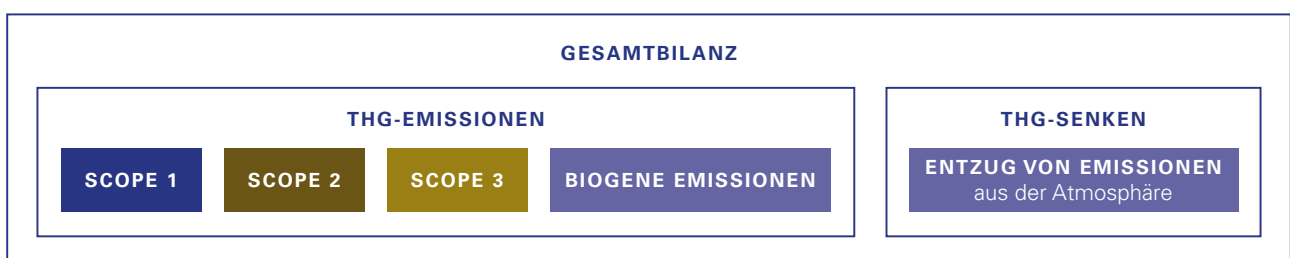 GESAMTBILANZ
THG-EMISSIONEN
SCOPE 1
SCOPE 2
SCOPE 3
BIOGENE EMISSIONEN
THG-SENKEN
ENTZUG VON EMISSIONEN
aus der Atmosphäre